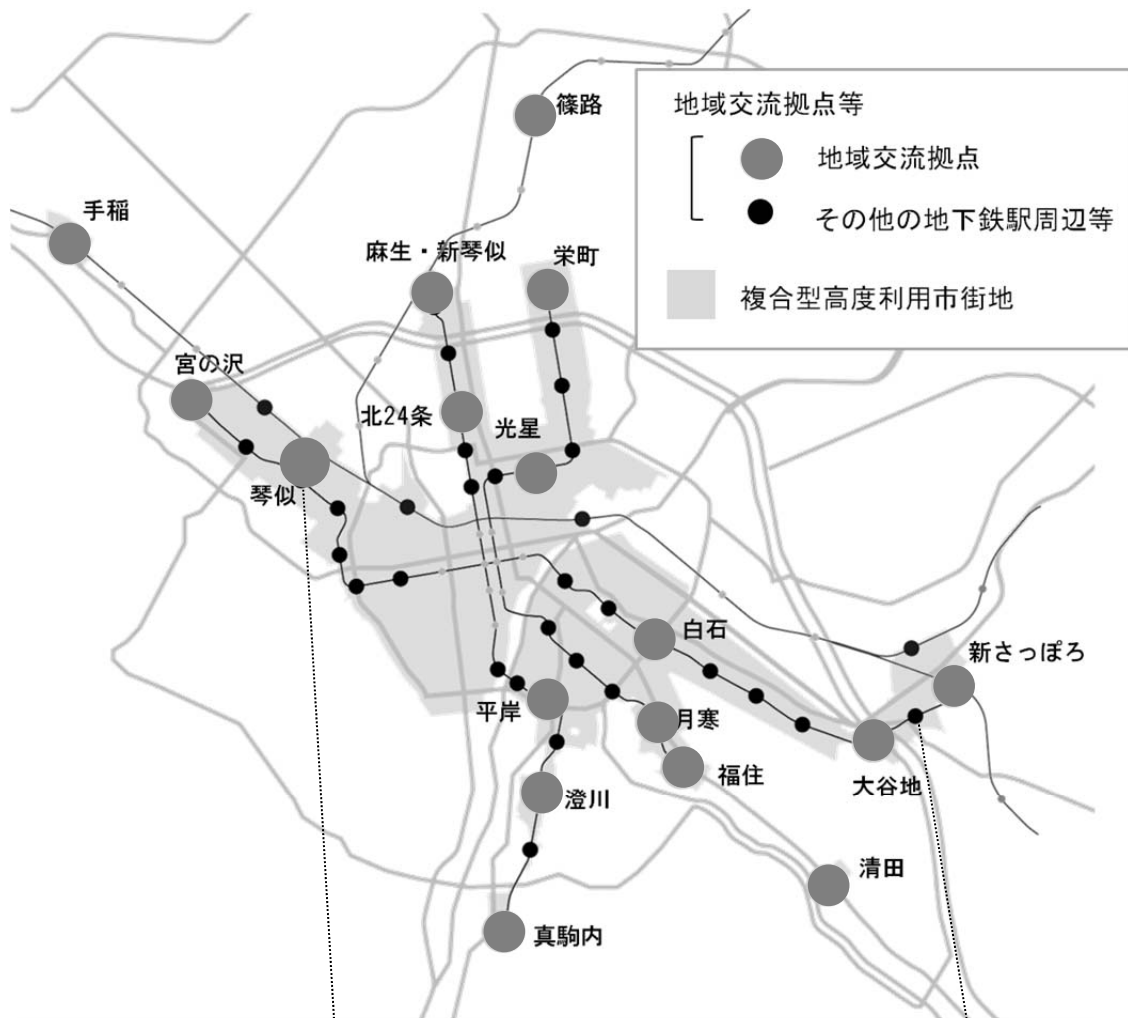 篠路
地域交流拠点等
地域交流拠点
その他の地下鉄駅周辺等
複合型高度利用市街地
手稲
麻生・新琴似
栄町
宮の沢
北24条
光星
琴似
白石
新さっぽろ
平岸
月寒
福住
大谷地
澄川
清田
真駒内